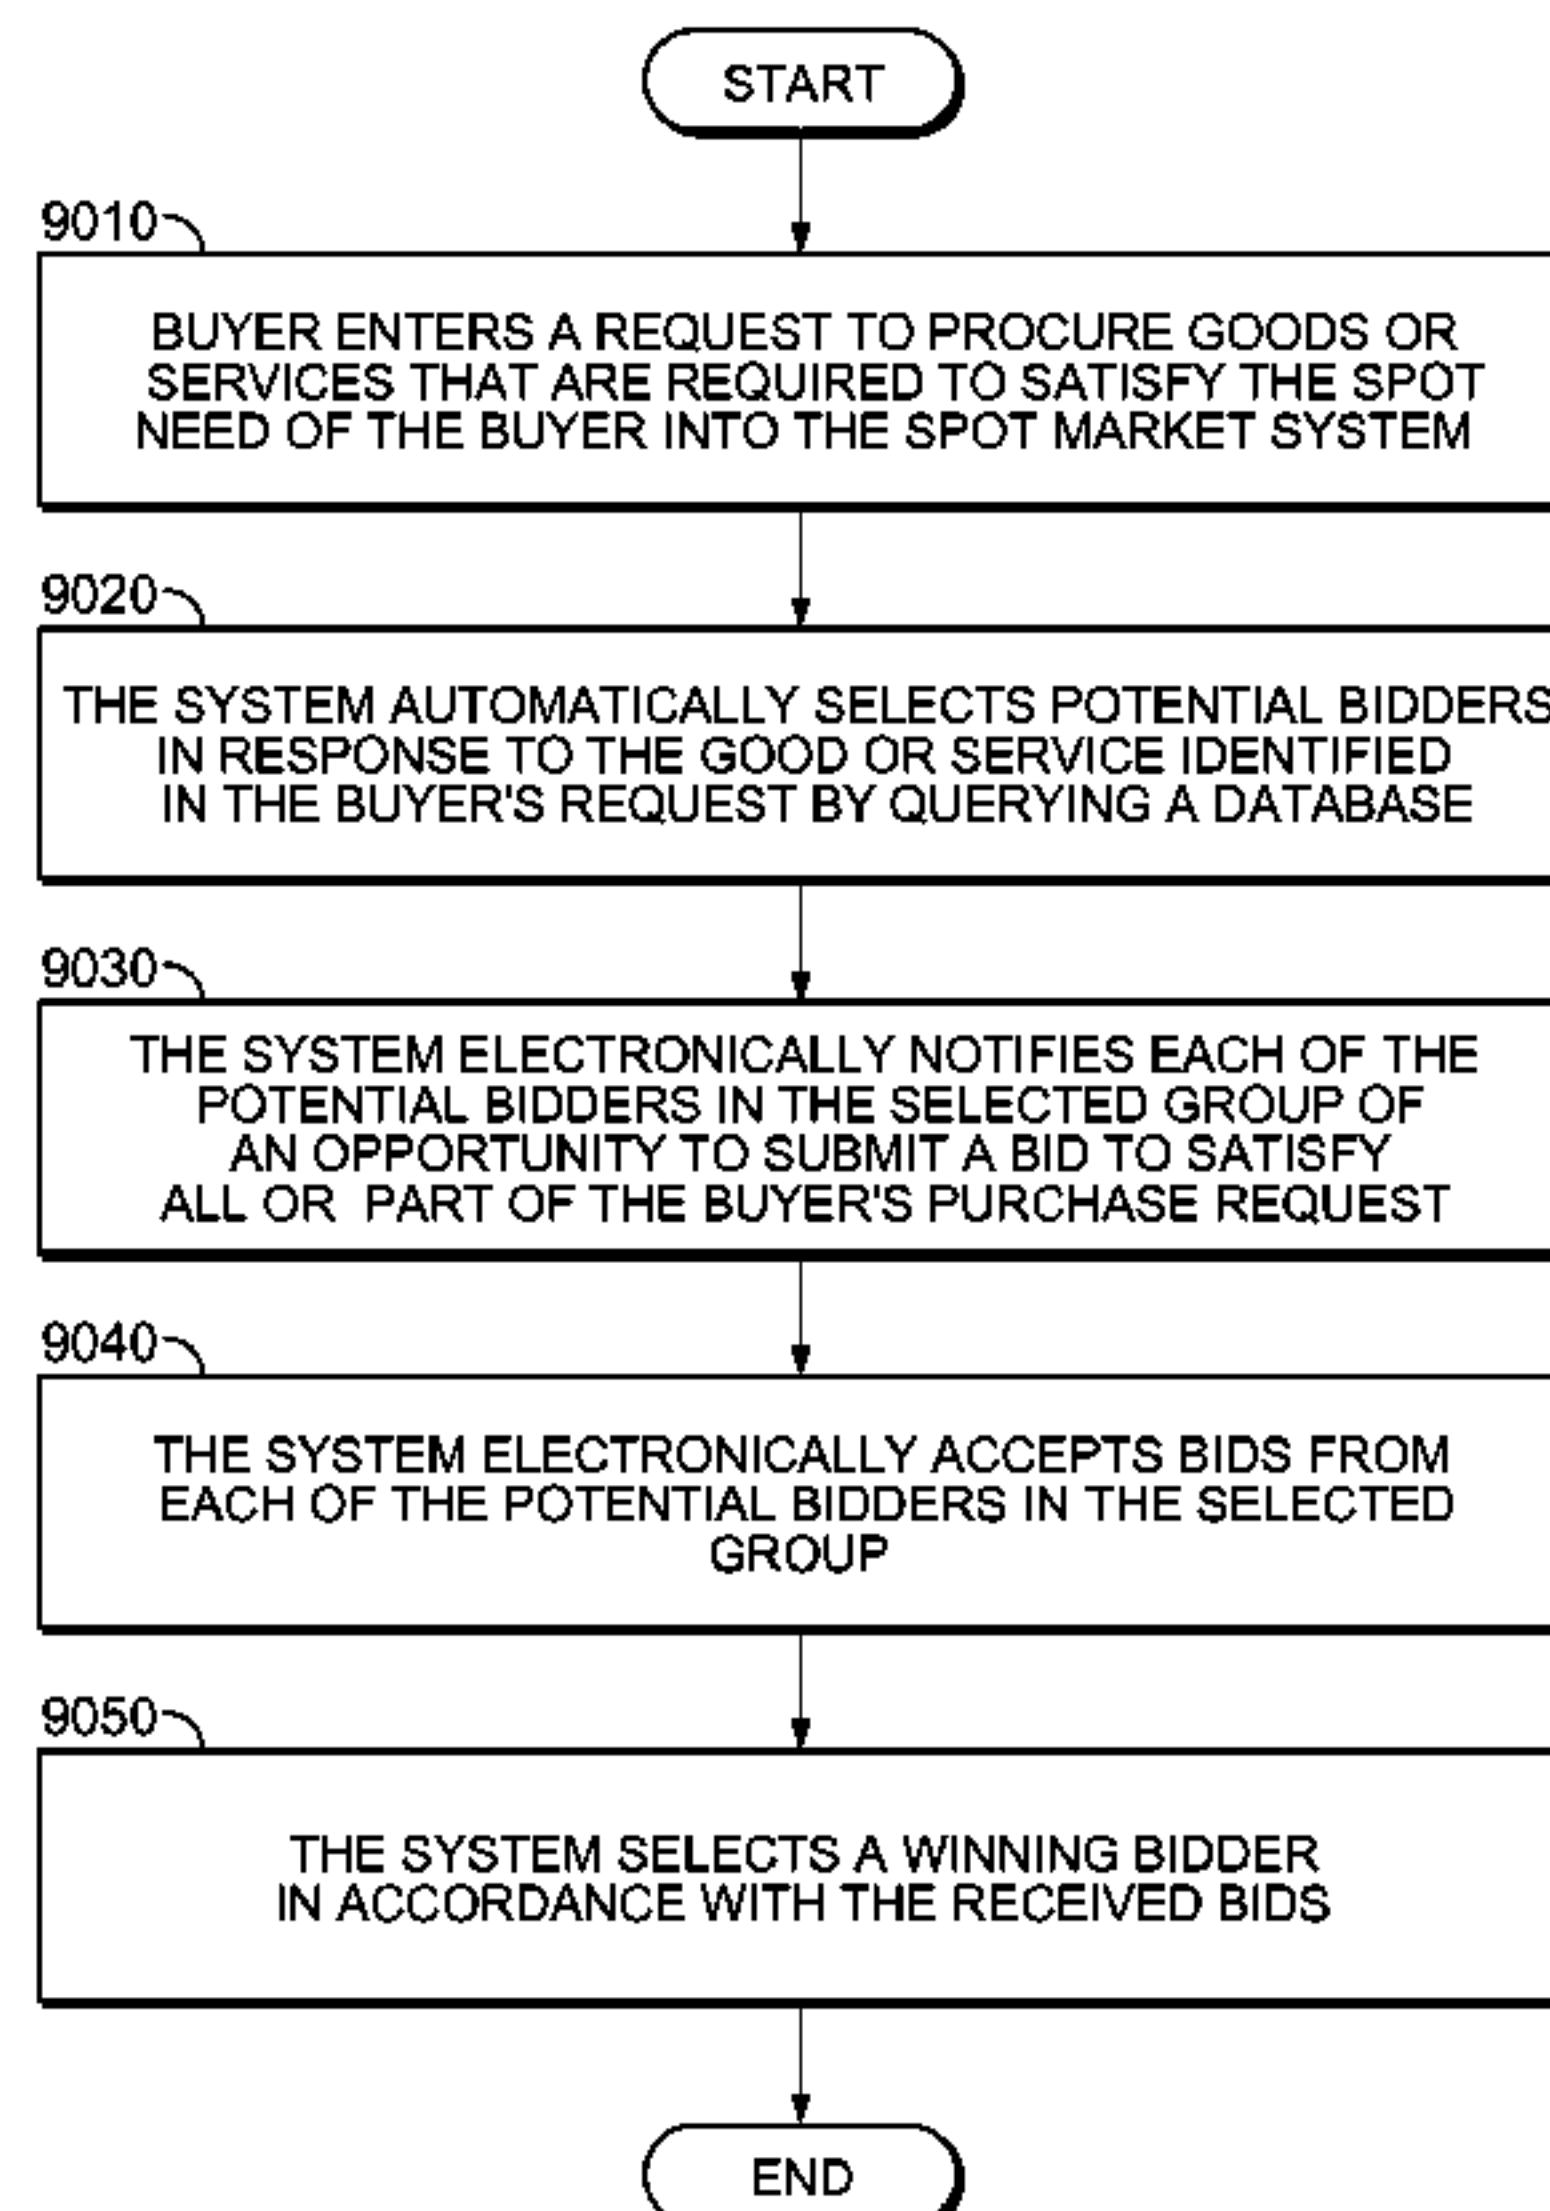 START
9010
BUYER ENTERS A REQUEST TO PROCURE GOODS OR
SERVICES THAT ARE REQUIRED TO SATISFY THE SPOT
NEED OF THE BUYER INTO THE SPOT MARKET SYSTEM
9020
THE SYSTEM AUTOMATICALLY SELECTS POTENTIAL BIDDERS
IN RESPONSE TO THE GOOD OR SERVICE IDENTIFIED
IN THE BUYER'S REQUEST BY QUERYING A DATABASE
9030
THE SYSTEM ELECTRONICALLY NOTIFIES EACH OF THE
POTENTIAL BIDDERS IN THE SELECTED GROUP OF
AN OPPORTUNITY TO SUBMIT A BID TO SATISFY
ALL OR PART OF THE BUYER'S PURCHASE REQUEST
9040
THE SYSTEM ELECTRONICALLY ACCEPTS BIDS FROM
EACH OF THE POTENTIAL BIDDERS IN THE SELECTED
GROUP
9050
THE SYSTEM SELECTS A WINNING BIDDER
IN ACCORDANCE WITH THE RECEIVED BIDS
END